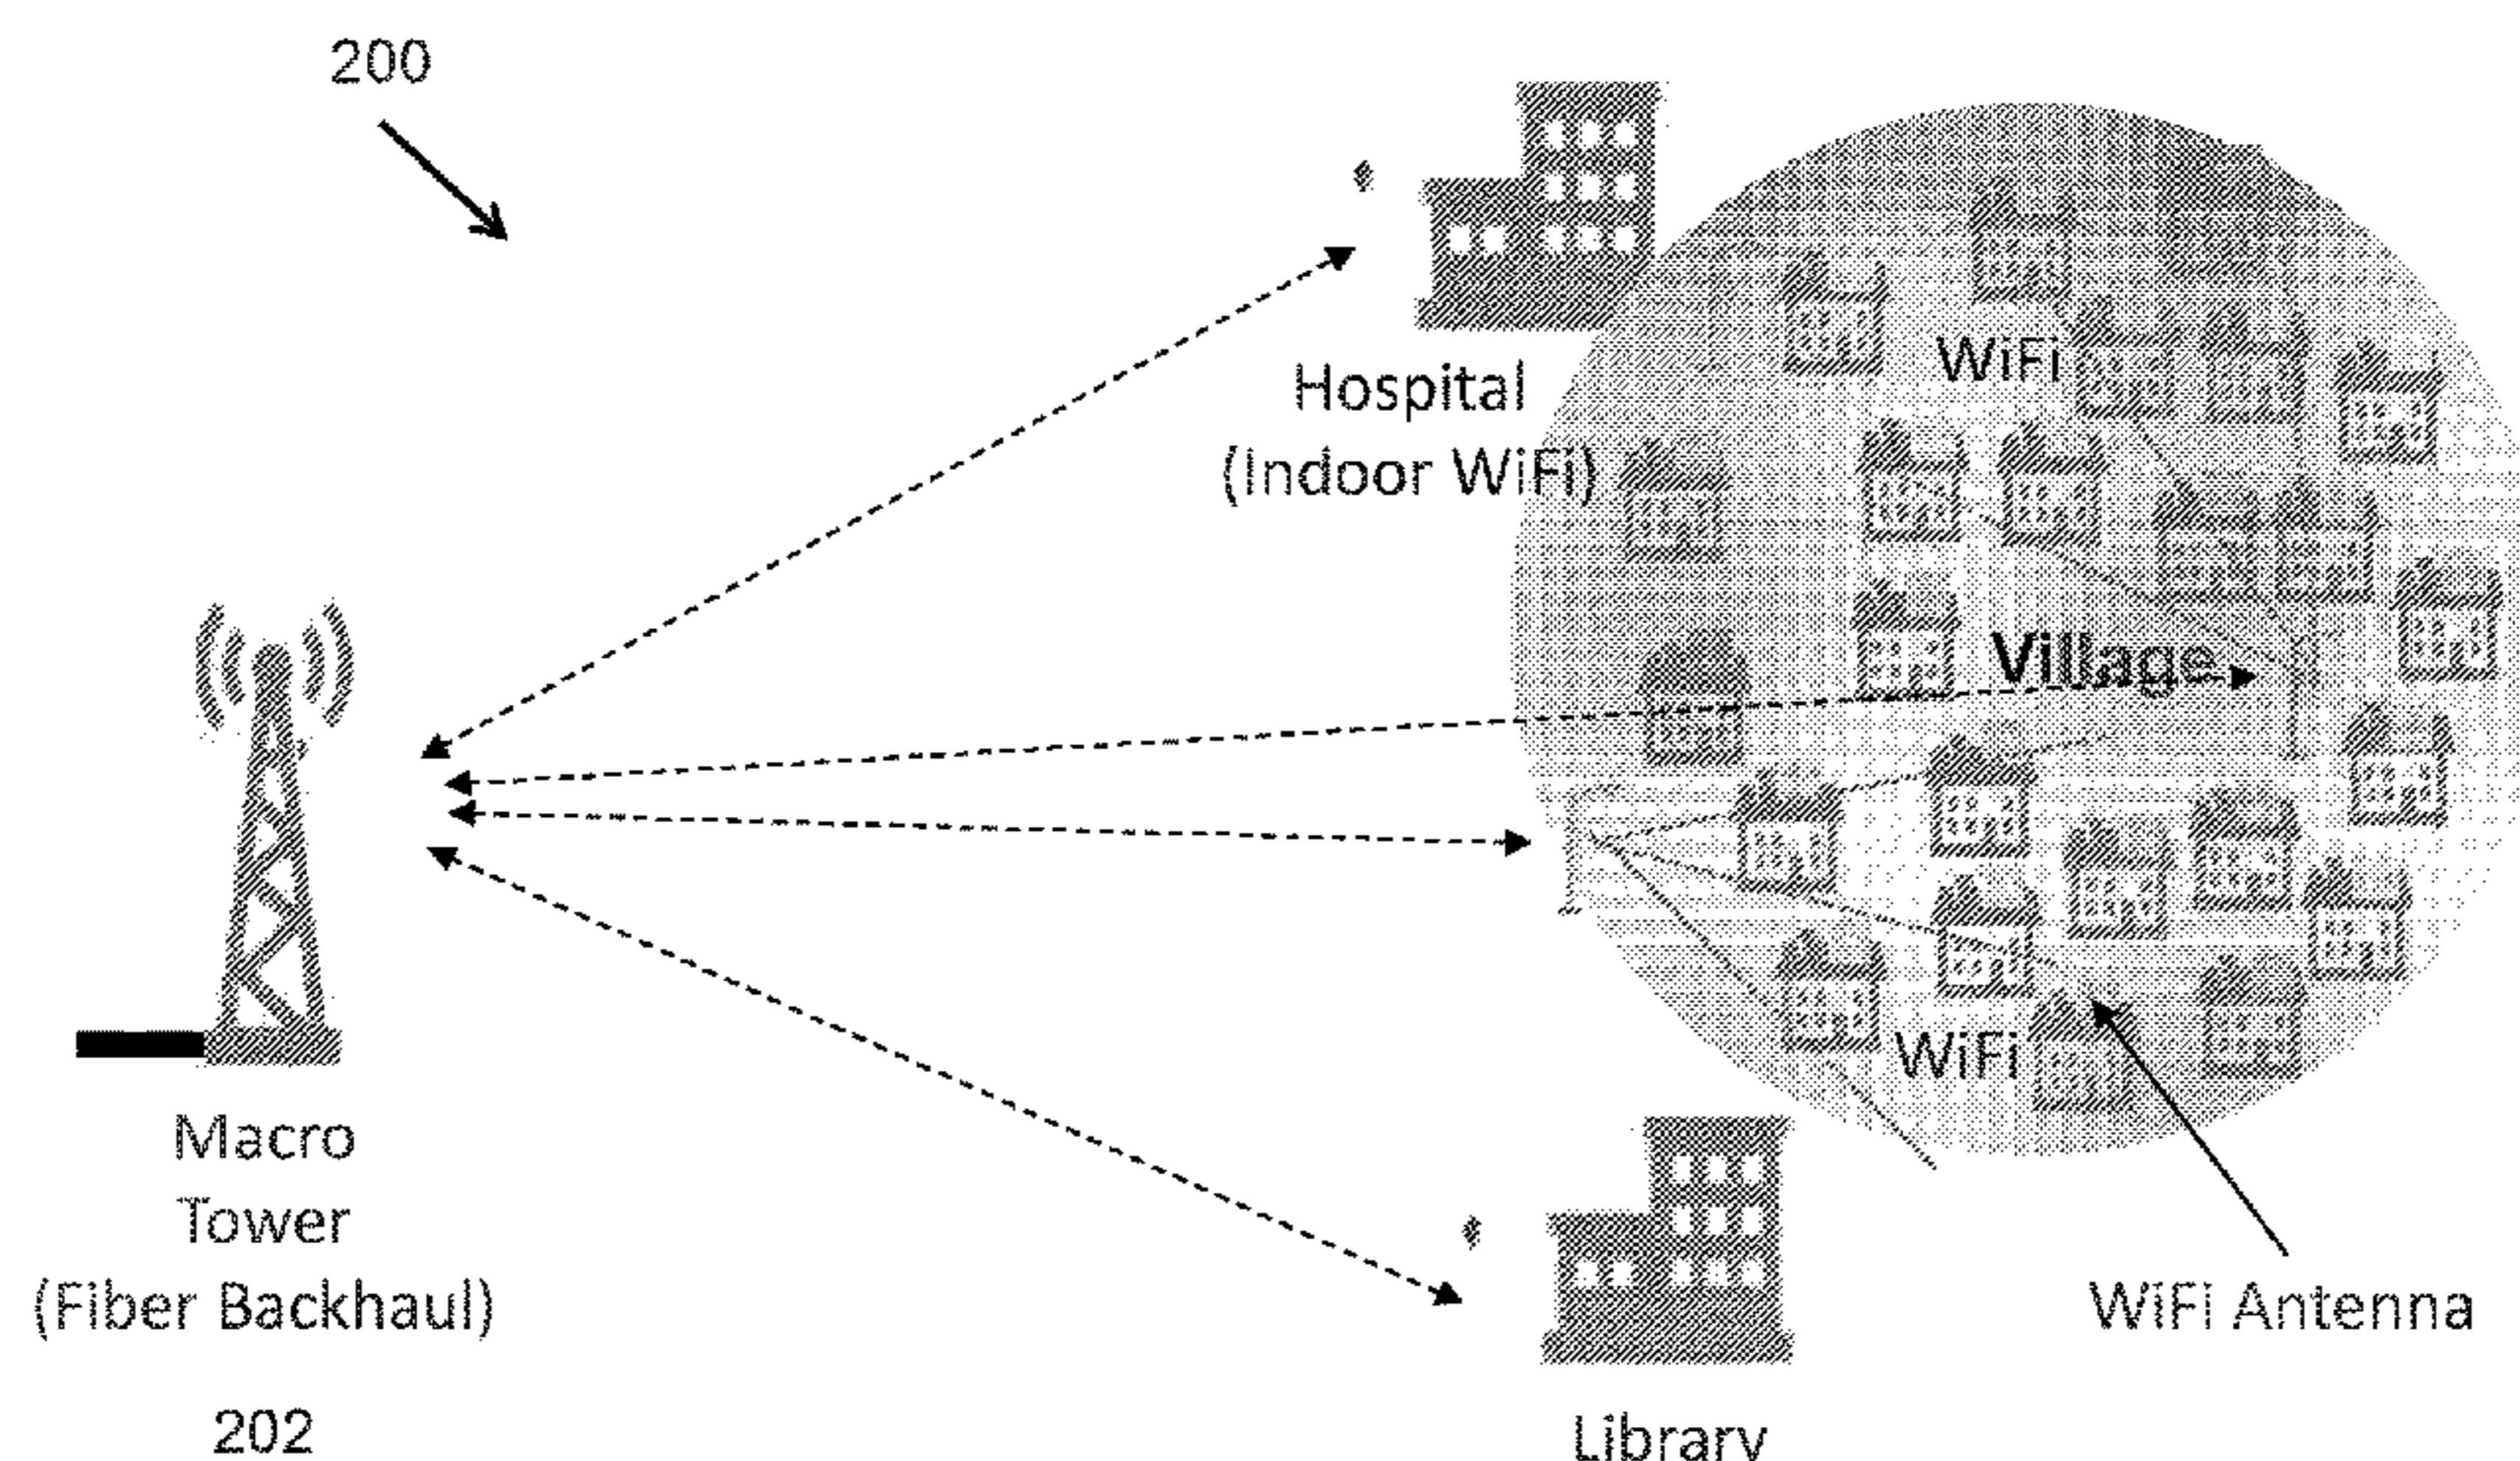 200
Hospital
(Indoor WiFi)
WiFi
Village
WiFi
WiFi Antenna
Macro
Tower
(Fiber Backhaul)
202
Library